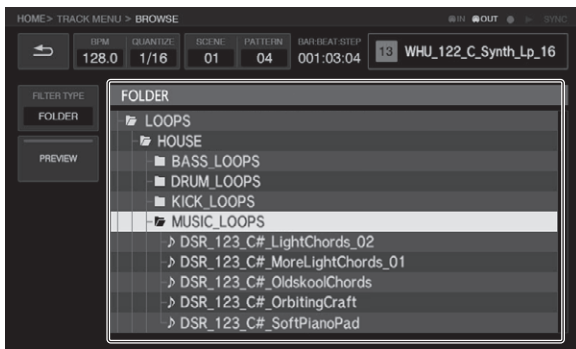 HOME> TRACK MENU > BROWSE
IN OUT SYNC
BPM QUANTIZE SCENE PATTERN BAR:BEAT:STEP
128.0 1/16 01 04 001:03:04 13 WHU_122_C_Synth_Lp_16
FILTER TYPE
FOLDER
PREVIEW
FOLDER
LOOPS
HOUSE
BASS_LOOPS
DRUM_LOOPS
KICK_LOOPS
MUSIC_LOOPS
DSR_123_C#_LightChords_02
DSR_123_C#_MoreLightChords_01
DSR_123_C#_OldskoolChords
DSR_123_C#_OrbitingCraft
DSR_123_C#_SoftPianoPad